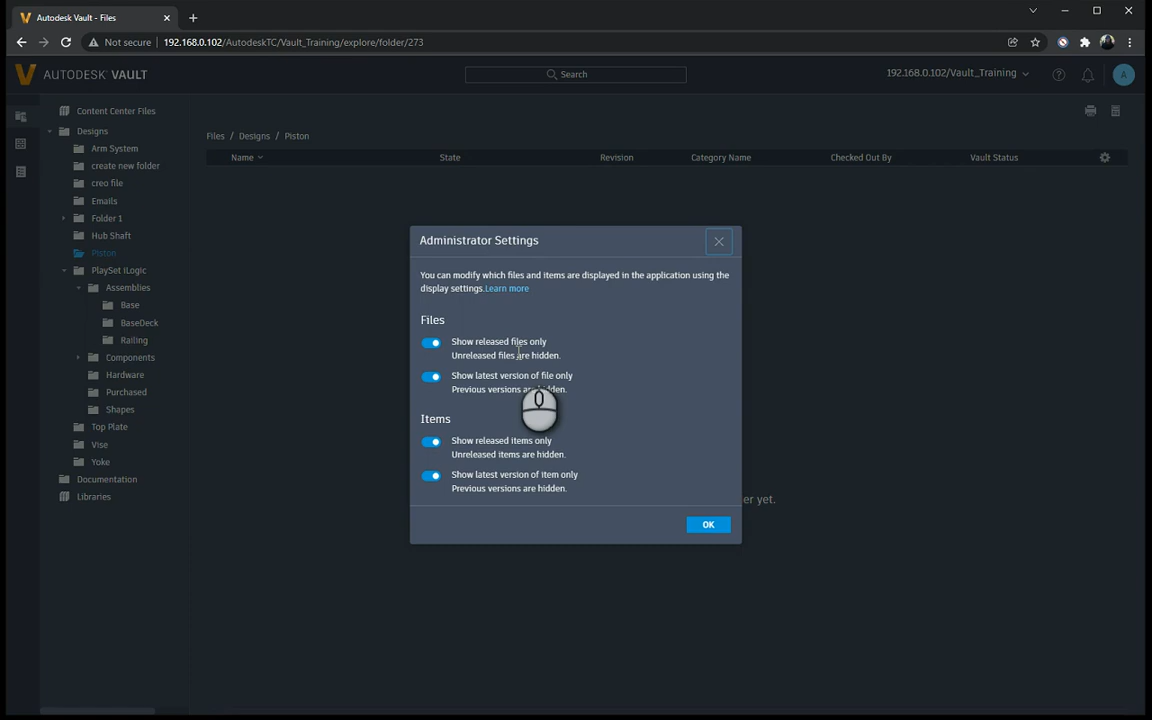 Autodesk Vault - Files
Not secure 192.168.0.102/AutodeskTC/Vault_Training/explore/folder/273
AUTODESK® VAULT
Search
192.168.0.102/Vault_Training
A
Content Center Files
Designs
Arm System
create new folder
creo file
Emails
Folder 1
Hub Shaft
Piston
PlaySet iLogic
Assemblies
Base
BaseDeck
Railing
Components
Hardware
Purchased
Shapes
Top Plate
Vise
Yoke
Documentation
Libraries
Files / Designs / Piston
Name State Revision Category Name Checked Out By Vault Status
Administrator Settings
You can modify which files and items are displayed in the application using the
display settings.Learn more
Files
Show released files only
Unreleased files are hidden.
Show latest version of file only
Previous versions are hidden.
Items
Show released items only
Unreleased items are hidden.
Show latest version of item only
Previous versions are hidden.
OK
er yet.